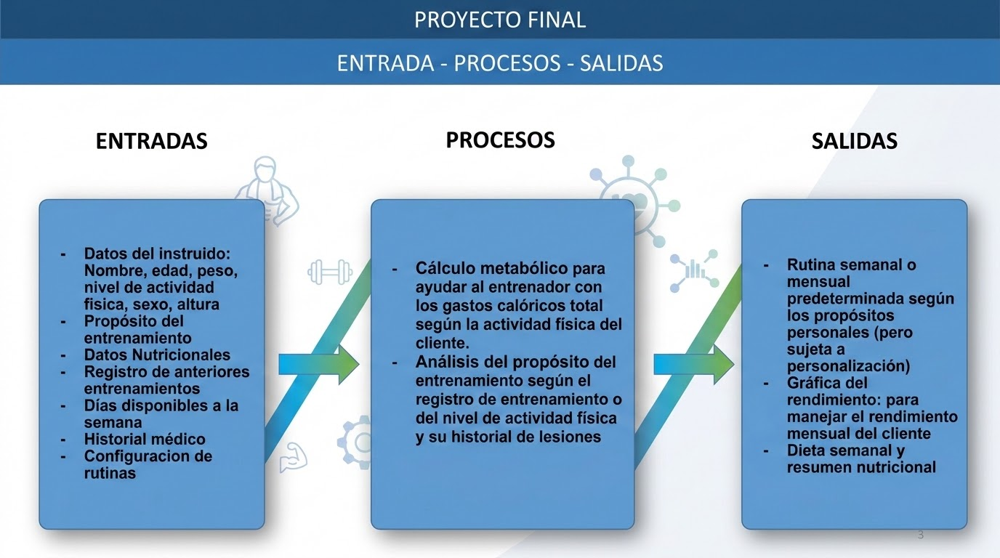 PROYECTO FINAL
ENTRADA - PROCESOS - SALIDAS
ENTRADAS
- Datos del instruido:
Nombre, edad, peso,
nivel de actividad
fisica, sexo, altura
- Propósito del
entrenamiento
- Datos Nutricionales
- Registro de anteriores
entrenamientos
- Días disponibles a la
semana
- Historial médico
- Configuracion de
rutinas
PROCESOS
- Cálculo metabólico para
ayudar al entrenador con
los gastos calóricos total
según la actividad física del
cliente.
- Análisis del propósito del
entrenamiento según el
registro de entrenamiento o
del nivel de actividad física
y su historial de lesiones
SALIDAS
- Rutina semanal o
mensual
predeterminada según
los propósitos
personales (pero
sujeta a
personalización)
- Gráfica del
rendimiento: para
manejar el rendimiento
mensual del cliente
- Dieta semanal y
resumen nutricional
3